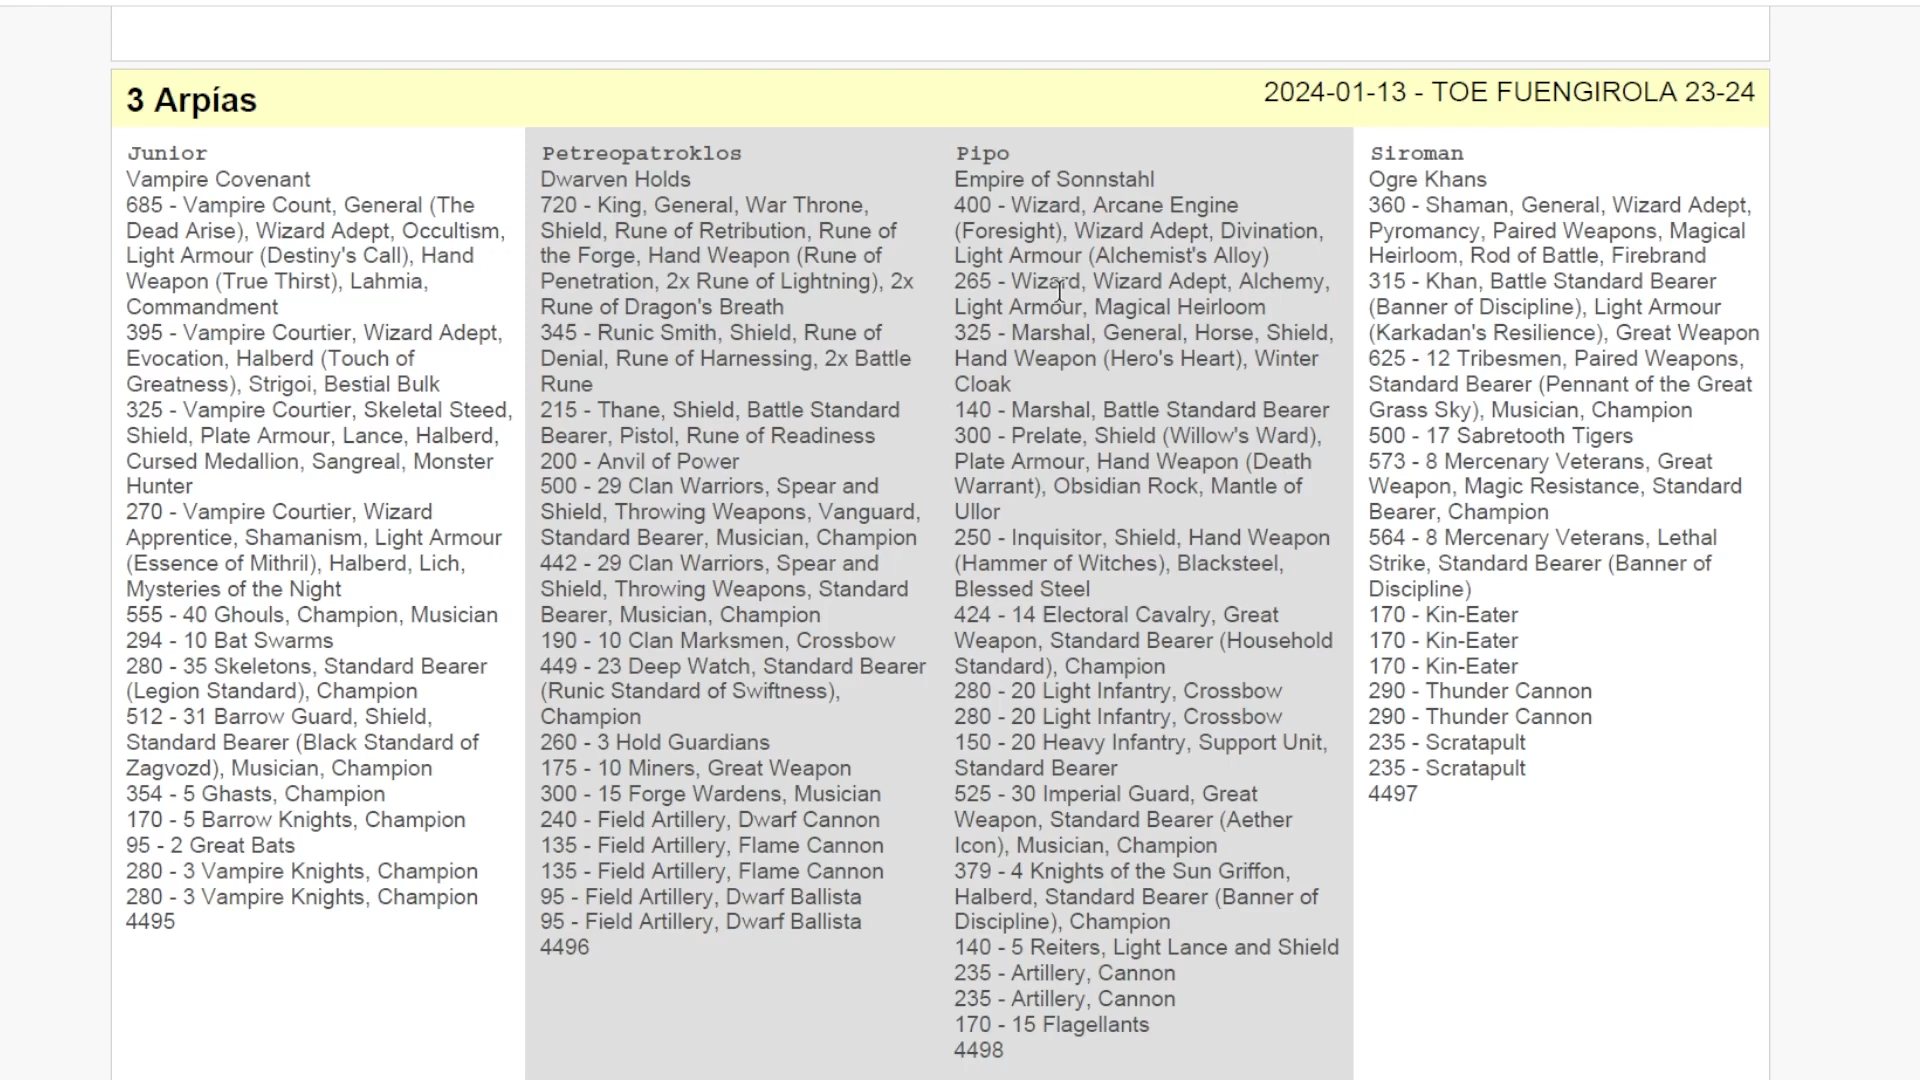 3 Arpías
2024-01-13 - TOE FUENGIROLA 23-24
Junior
Vampire Covenant
685 - Vampire Count, General (The
Dead Arise), Wizard Adept, Occultism,
Light Armour (Destiny's Call), Hand
Weapon (True Thirst), Lahmia,
Commandment
395 - Vampire Courtier, Wizard Adept,
Evocation, Halberd (Touch of
Greatness), Strigoi, Bestial Bulk
325 - Vampire Courtier, Skeletal Steed,
Shield, Plate Armour, Lance, Halberd,
Cursed Medallion, Sangreal, Monster
Hunter
270 - Vampire Courtier, Wizard
Apprentice, Shamanism, Light Armour
(Essence of Mithril), Halberd, Lich,
Mysteries of the Night
555 - 40 Ghouls, Champion, Musician
294 - 10 Bat Swarms
280 - 35 Skeletons, Standard Bearer
(Legion Standard), Champion
512 - 31 Barrow Guard, Shield,
Standard Bearer (Black Standard of
Zagvozd), Musician, Champion
354 - 5 Ghasts, Champion
170 - 5 Barrow Knights, Champion
95 - 2 Great Bats
280 - 3 Vampire Knights, Champion
280 - 3 Vampire Knights, Champion
4495
Petreopatroklos
Dwarven Holds
720 - King, General, War Throne,
Shield, Rune of Retribution, Rune of
the Forge, Hand Weapon (Rune of
Penetration, 2x Rune of Lightning), 2x
Rune of Dragon's Breath
345 - Runic Smith, Shield, Rune of
Denial, Rune of Harnessing, 2x Battle
Rune
215 - Thane, Shield, Battle Standard
Bearer, Pistol, Rune of Readiness
200 - Anvil of Power
500 - 29 Clan Warriors, Spear and
Shield, Throwing Weapons, Vanguard,
Standard Bearer, Musician, Champion
442 - 29 Clan Warriors, Spear and
Shield, Throwing Weapons, Standard
Bearer, Musician, Champion
190 - 10 Clan Marksmen, Crossbow
449 - 23 Deep Watch, Standard Bearer
(Runic Standard of Swiftness),
Champion
260 - 3 Hold Guardians
175 - 10 Miners, Great Weapon
300 - 15 Forge Wardens, Musician
240 - Field Artillery, Dwarf Cannon
135 - Field Artillery, Flame Cannon
135 - Field Artillery, Flame Cannon
95 - Field Artillery, Dwarf Ballista
95 - Field Artillery, Dwarf Ballista
4496
Pipo
Empire of Sonnstahl
400 - Wizard, Arcane Engine
(Foresight), Wizard Adept, Divination,
Light Armour (Alchemist's Alloy)
265 - Wizard, Wizard Adept, Alchemy,
Light Armour, Magical Heirloom
325 - Marshal, General, Horse, Shield,
Hand Weapon (Hero's Heart), Winter
Cloak
140 - Marshal, Battle Standard Bearer
300 - Prelate, Shield (Willow's Ward),
Plate Armour, Hand Weapon (Death
Warrant), Obsidian Rock, Mantle of
Ullor
250 - Inquisitor, Shield, Hand Weapon
(Hammer of Witches), Blacksteel,
Blessed Steel
424 - 14 Electoral Cavalry, Great
Weapon, Standard Bearer (Household
Standard), Champion
280 - 20 Light Infantry, Crossbow
280 - 20 Light Infantry, Crossbow
150 - 20 Heavy Infantry, Support Unit,
Standard Bearer
525 - 30 Imperial Guard, Great
Weapon, Standard Bearer (Aether
Icon), Musician, Champion
379 - 4 Knights of the Sun Griffon,
Halberd, Standard Bearer (Banner of
Discipline), Champion
140 - 5 Reiters, Light Lance and Shield
235 - Artillery, Cannon
235 - Artillery, Cannon
170 - 15 Flagellants
4498
Siroman
Ogre Khans
360 - Shaman, General, Wizard Adept,
Pyromancy, Paired Weapons, Magical
Heirloom, Rod of Battle, Firebrand
315 - Khan, Battle Standard Bearer
(Banner of Discipline), Light Armour
(Karkadan's Resilience), Great Weapon
625 - 12 Tribesmen, Paired Weapons,
Standard Bearer (Pennant of the Great
Grass Sky), Musician, Champion
500 - 17 Sabretooth Tigers
573 - 8 Mercenary Veterans, Great
Weapon, Magic Resistance, Standard
Bearer, Champion
564 - 8 Mercenary Veterans, Lethal
Strike, Standard Bearer (Banner of
Discipline)
170 - Kin-Eater
170 - Kin-Eater
170 - Kin-Eater
290 - Thunder Cannon
290 - Thunder Cannon
235 - Scratapult
235 - Scratapult
4497